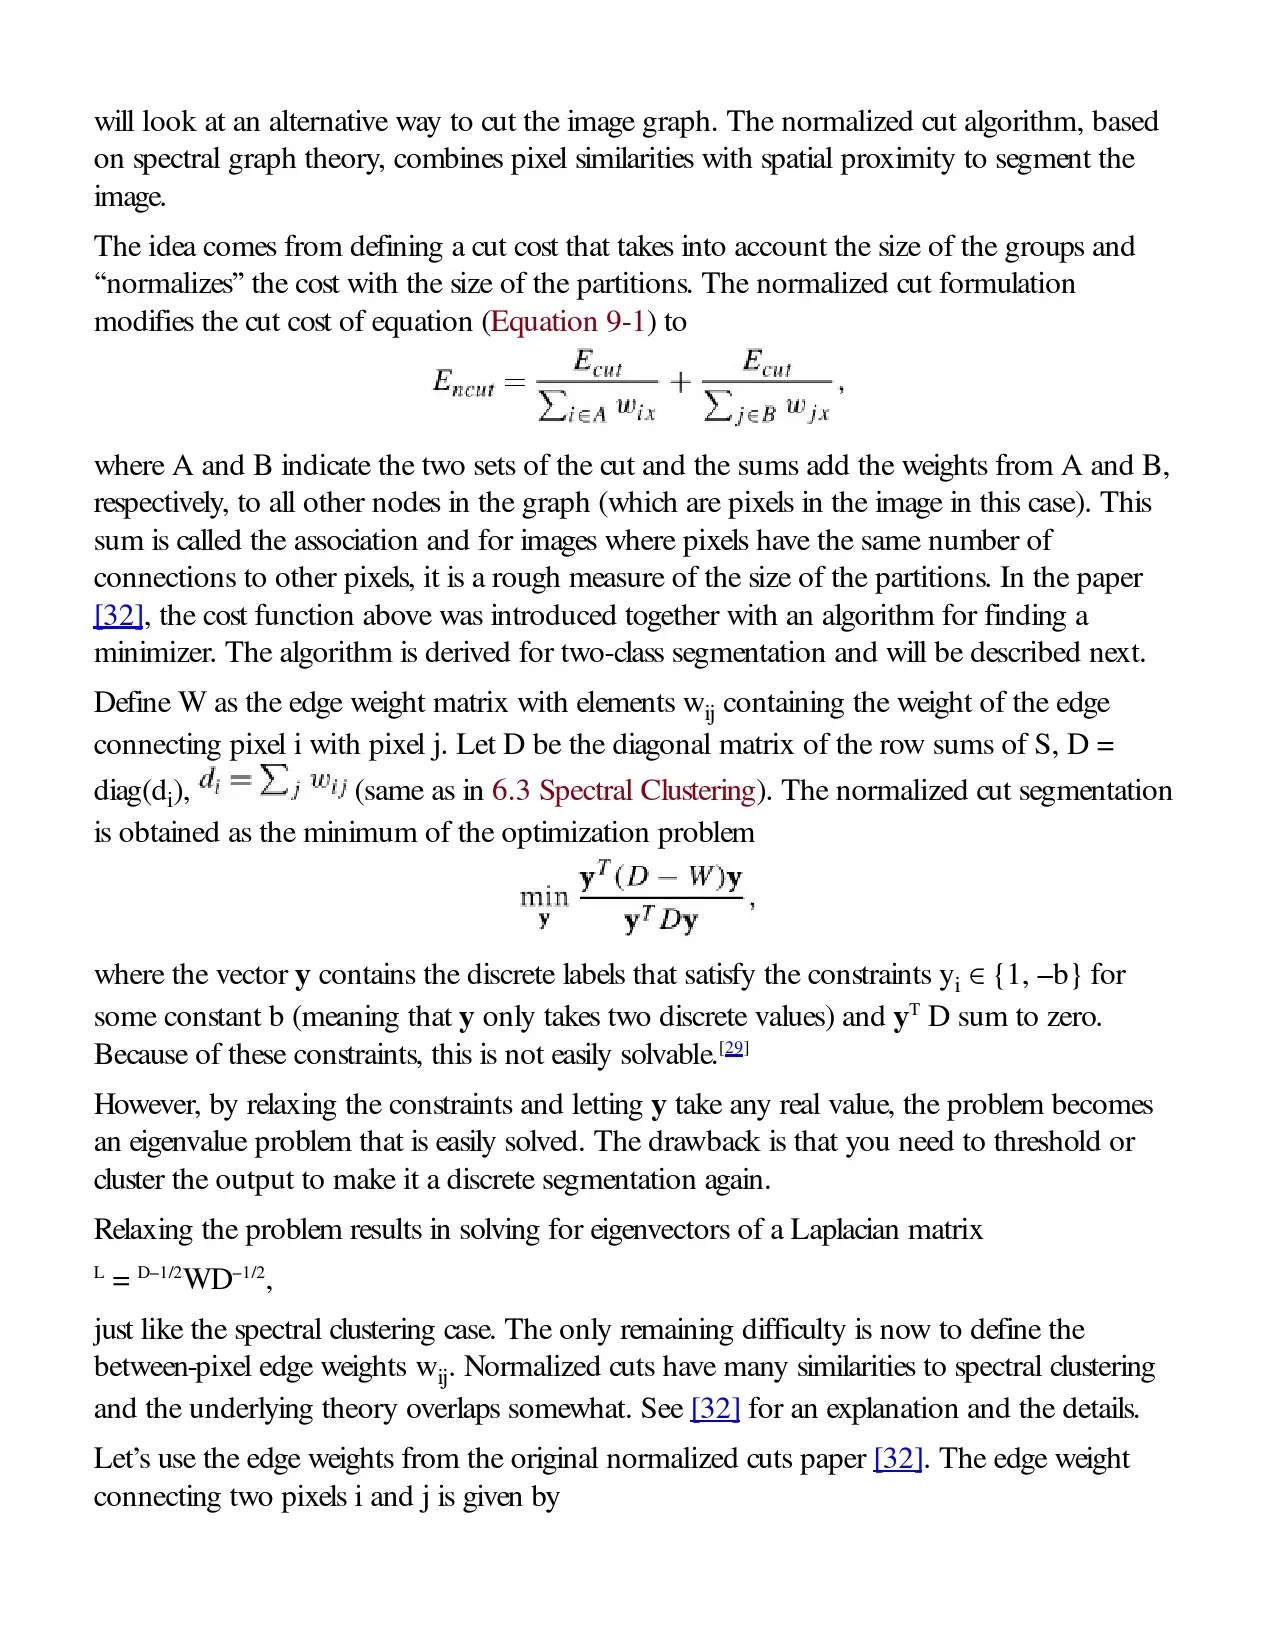 will look at an alternative way to cut the image graph. The normalized cut algorithm, based
on spectral graph theory, combines pixel similarities with spatial proximity to segment the
image.
The idea comes from defining a cut cost that takes into account the size of the groups and
“normalizes” the cost with the size of the partitions. The normalized cut formulation
modifies the cut cost of equation (Equation 9-1) to
E_{ncut} = \frac{E_{cut}}{\sum_{i∈A} w_{ix}} + \frac{E_{cut}}{\sum_{j∈B} w_{jx}},
where A and B indicate the two sets of the cut and the sums add the weights from A and B,
respectively, to all other nodes in the graph (which are pixels in the image in this case). This
sum is called the association and for images where pixels have the same number of
connections to other pixels, it is a rough measure of the size of the partitions. In the paper
[32], the cost function above was introduced together with an algorithm for finding a
minimizer. The algorithm is derived for two-class segmentation and will be described next.
Define W as the edge weight matrix with elements w_{ij} containing the weight of the edge
connecting pixel i with pixel j. Let D be the diagonal matrix of the row sums of S, D =
diag(d_i), d_i = ∑_j w_{ij} (same as in 6.3 Spectral Clustering). The normalized cut segmentation
is obtained as the minimum of the optimization problem
\min_y \frac{y^T(D − W)y}{y^T Dy},
where the vector y contains the discrete labels that satisfy the constraints y_i ∈ {1, −b} for
some constant b (meaning that y only takes two discrete values) and y^T D sum to zero.
Because of these constraints, this is not easily solvable.[29]
However, by relaxing the constraints and letting y take any real value, the problem becomes
an eigenvalue problem that is easily solved. The drawback is that you need to threshold or
cluster the output to make it a discrete segmentation again.
Relaxing the problem results in solving for eigenvectors of a Laplacian matrix
^L = ^{D−1/2}WD^{−1/2},
just like the spectral clustering case. The only remaining difficulty is now to define the
between-pixel edge weights w_{ij}. Normalized cuts have many similarities to spectral clustering
and the underlying theory overlaps somewhat. See [32] for an explanation and the details.
Let’s use the edge weights from the original normalized cuts paper [32]. The edge weight
connecting two pixels i and j is given by